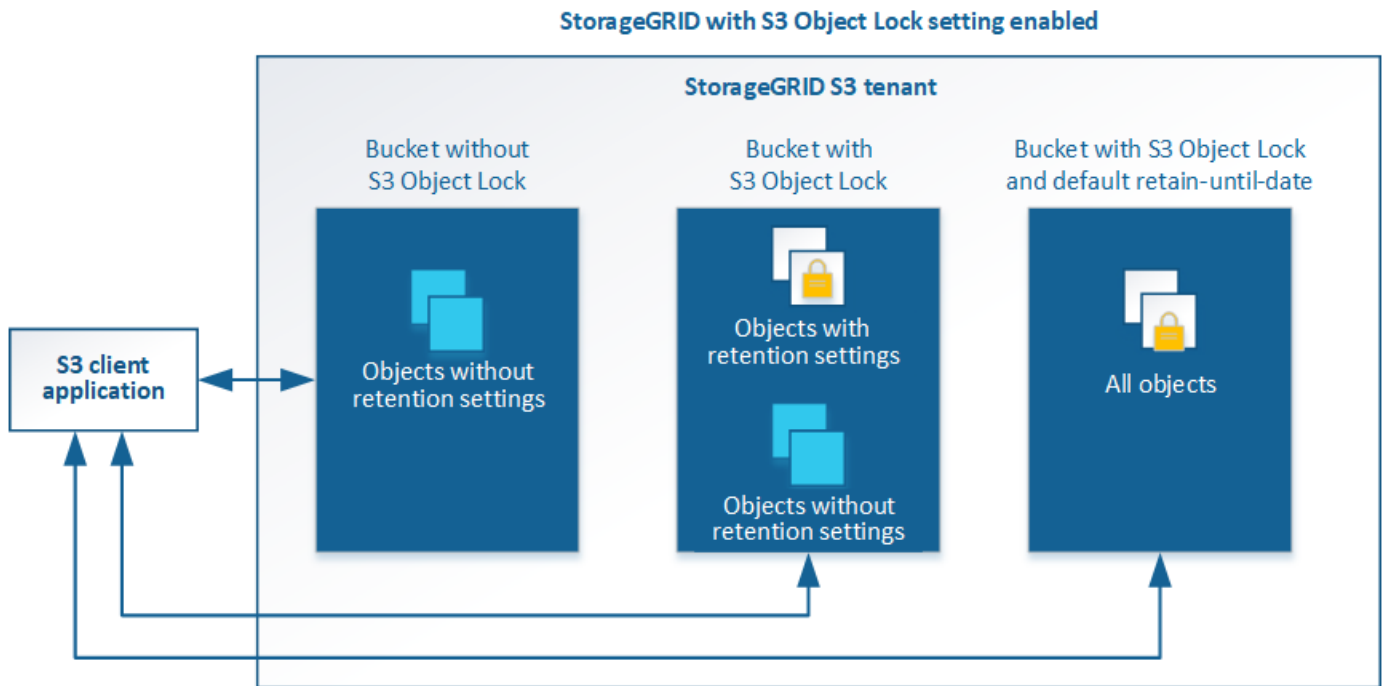 StorageGRID with S3 Object Lock setting enabled
StorageGRID S3 tenant
Bucket without
S3 Object Lock
Bucket with
S3 Object Lock
Bucket with S3 Object Lock
and default retain-until-date
S3 client
application
Objects without
retention settings
Objects with
retention settings
Objects without
retention settings
All objects